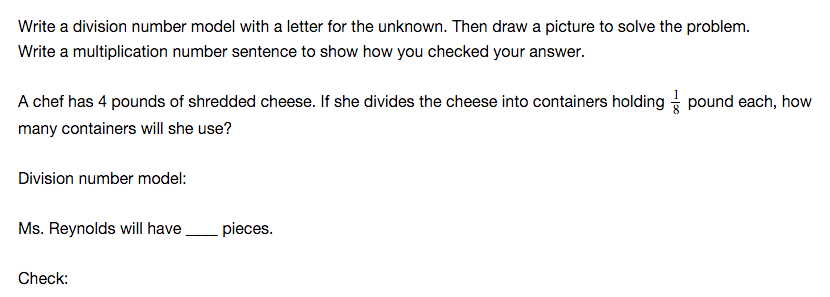 Write a division number model with a letter for the unknown. Then draw a picture to solve the problem.
Write a multiplication number sentence to show how you checked your answer.
A chef has 4 pounds of shredded cheese. If she divides the cheese into containers holding 1/8 pound each, how
many containers will she use?
Division number model:
Ms. Reynolds will have ____ pieces.
Check: